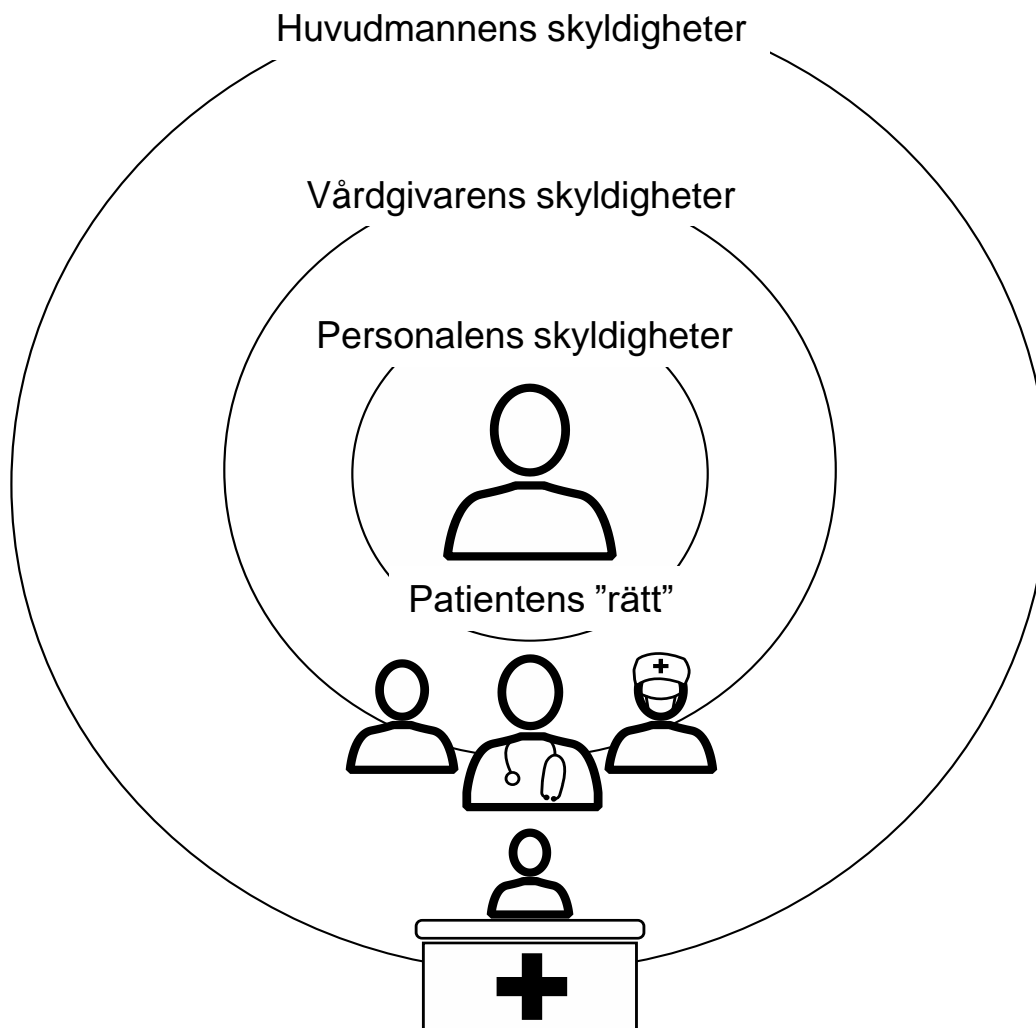 Huvudmannens skyldigheter
Vårdgivarens skyldigheter
Personalens skyldigheter
Patientens ”rätt”